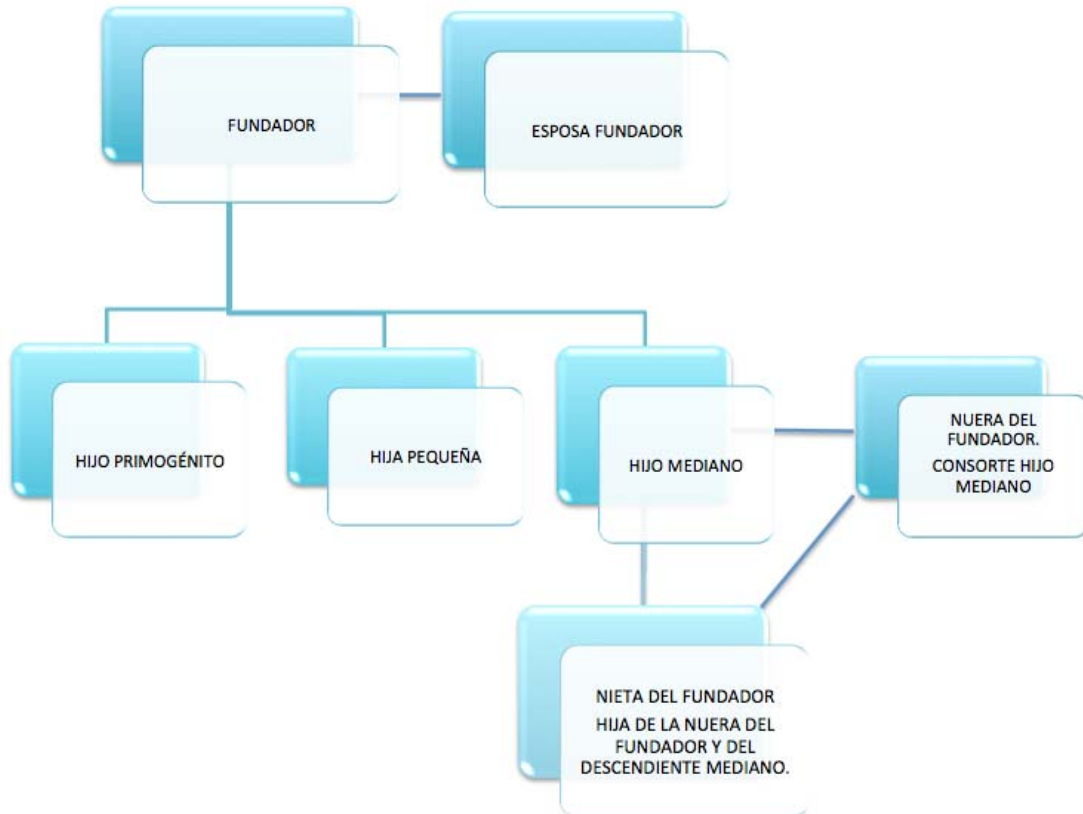 FUNDADOR
ESPOSA FUNDADOR
HIJO PRIMOGÉNITO
HIJA PEQUEÑA
HIJO MEDIANO
NUERA DEL
FUNDADOR.
CONSORTE HIJO
MEDIANO
NIETA DEL FUNDADOR
HIJA DE LA NUERA DEL
FUNDADOR Y DEL
DESCENDIENTE MEDIANO.